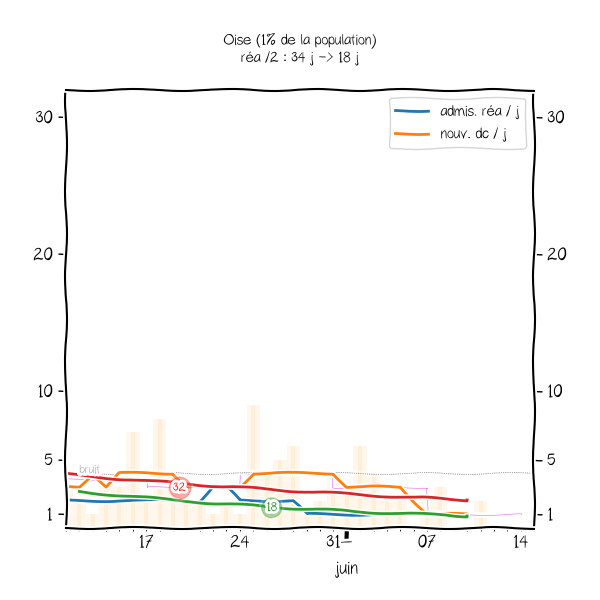 Oise (1% de la population)
réa /2 : 34 j -> 18 j
admis. réa / j
nouv. dc / j
30
30
20
20
10
10
5
5
bruit
32
18
1
1
17
24
31
07
14
juin